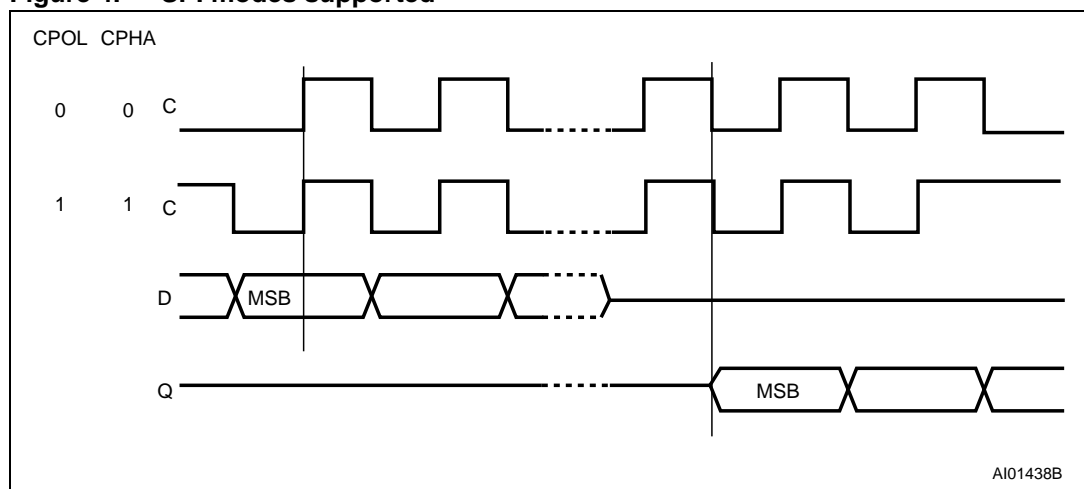 Figure 4. SPI modes supported
CPOL CPHA
0 0 C
1 1 C
D MSB
Q MSB
AI01438B